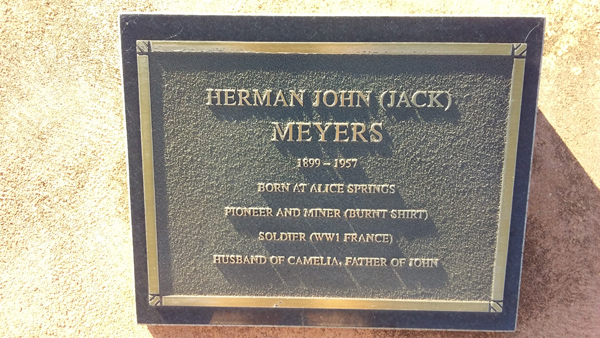 HERMAN JOHN (JACK)
MEYERS
1899 – 1957
BORN AT ALICE SPRINGS
PIONEER AND MINER (BURNT SHIRT)
SOLDIER (WW1 FRANCE)
HUSBAND OF CAMELIA, FATHER OF JOHN